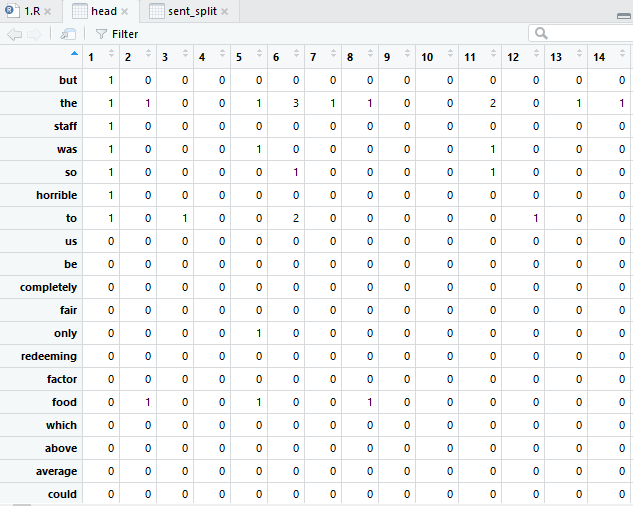 1.R head sent_split
Filter
1 2 3 4 5 6 7 8 9 10 11 12 13 14
but 1 0 0 0 0 0 0 0 0 0 0 0 0 0
the 1 1 0 0 1 3 1 1 0 0 2 0 1 1
staff 1 0 0 0 0 0 0 0 0 0 0 0 0 0
was 1 0 0 0 1 0 0 0 0 0 1 0 0 0
so 1 0 0 0 0 1 0 0 0 0 1 0 0 0
horrible 1 0 0 0 0 0 0 0 0 0 0 0 0 0
to 1 0 1 0 0 2 0 0 0 0 0 1 0 0
us 0 0 0 0 0 0 0 0 0 0 0 0 0 0
be 0 0 0 0 0 0 0 0 0 0 0 0 0 0
completely 0 0 0 0 0 0 0 0 0 0 0 0 0 0
fair 0 0 0 0 0 0 0 0 0 0 0 0 0 0
only 0 0 0 0 1 0 0 0 0 0 0 0 0 0
redeeming 0 0 0 0 0 0 0 0 0 0 0 0 0 0
factor 0 0 0 0 0 0 0 0 0 0 0 0 0 0
food 0 1 0 0 1 0 0 1 0 0 0 0 0 0
which 0 0 0 0 0 0 0 0 0 0 0 0 0 0
above 0 0 0 0 0 0 0 0 0 0 0 0 0 0
average 0 0 0 0 0 0 0 0 0 0 0 0 0 0
could 0 0 0 0 0 0 0 0 0 0 0 0 0 0